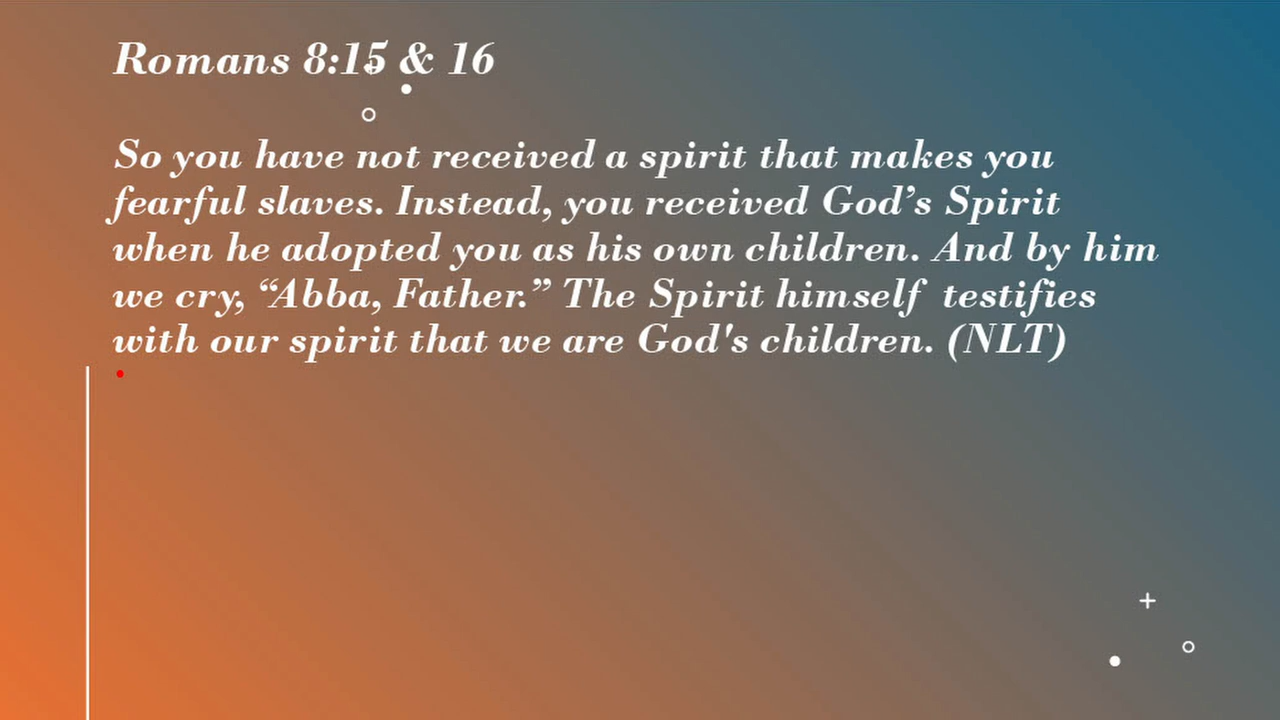 Romans 8:15 & 16
So you have not received a spirit that makes you
fearful slaves. Instead, you received God’s Spirit
when he adopted you as his own children. And by him
we cry, “Abba, Father.” The Spirit himself  testifies
with our spirit that we are God's children. (NLT)